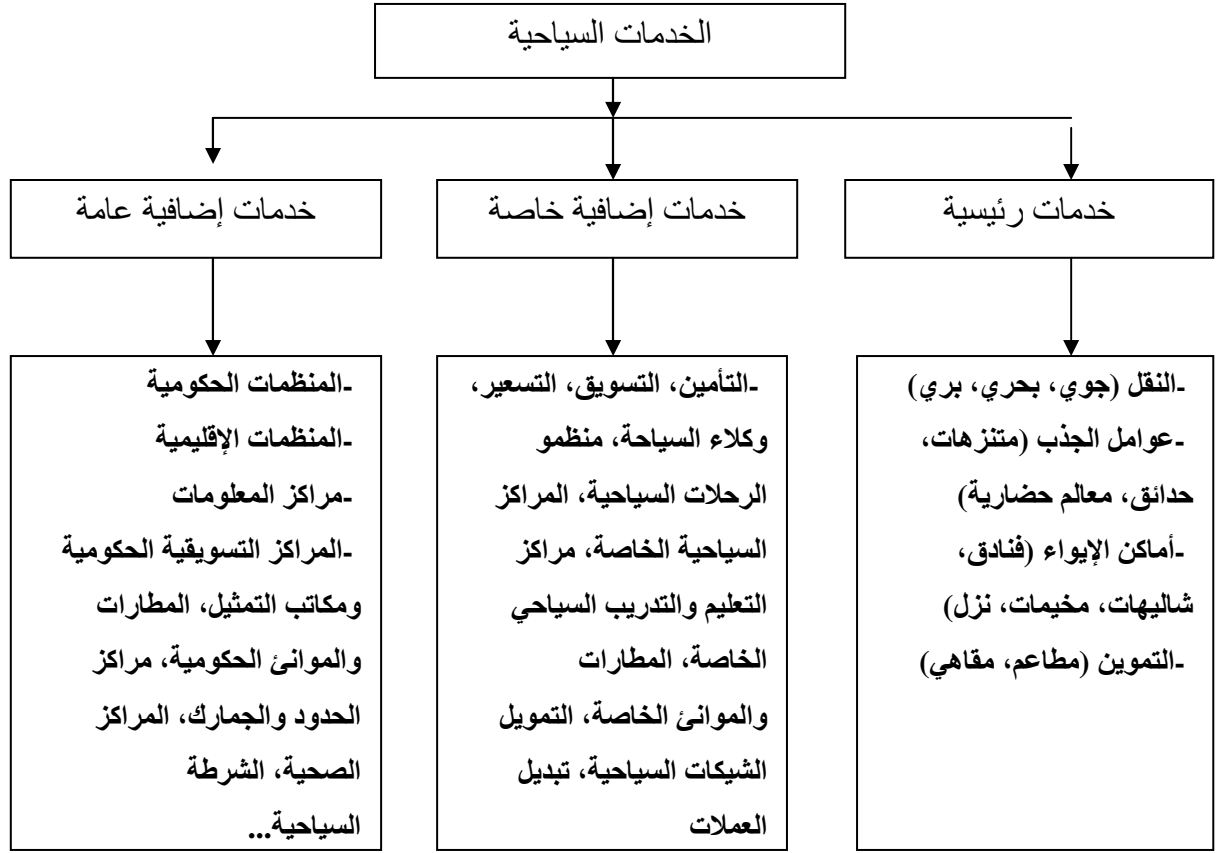 الخدمات السياحية
خدمات رئيسية
خدمات إضافية خاصة
خدمات إضافية عامة
-النقل (جوي، بحري، بري)
-عوامل الجذب (متنزهات،
حدائق، معالم حضارية)
-أماكن الإيواء (فنادق،
شاليهات، مخيمات، نزل)
-التموين (مطاعم، مقاهي)
-التأمين، التسويق، التسعير،
وكلاء السياحة، منظمو
الرحلات السياحية، المراكز
السياحية الخاصة، مراكز
التعليم والتدريب السياحي
الخاصة، المطارات
والموانئ الخاصة، التمويل
الشيكات السياحية، تبديل
العملات
-المنظمات الحكومية
-المنظمات الإقليمية
-مراكز المعلومات
-المراكز التسويقية الحكومية
ومكاتب التمثيل، المطارات
والموانئ الحكومية، مراكز
الحدود والجمارك، المراكز
الصحية، الشرطة
السياحية...